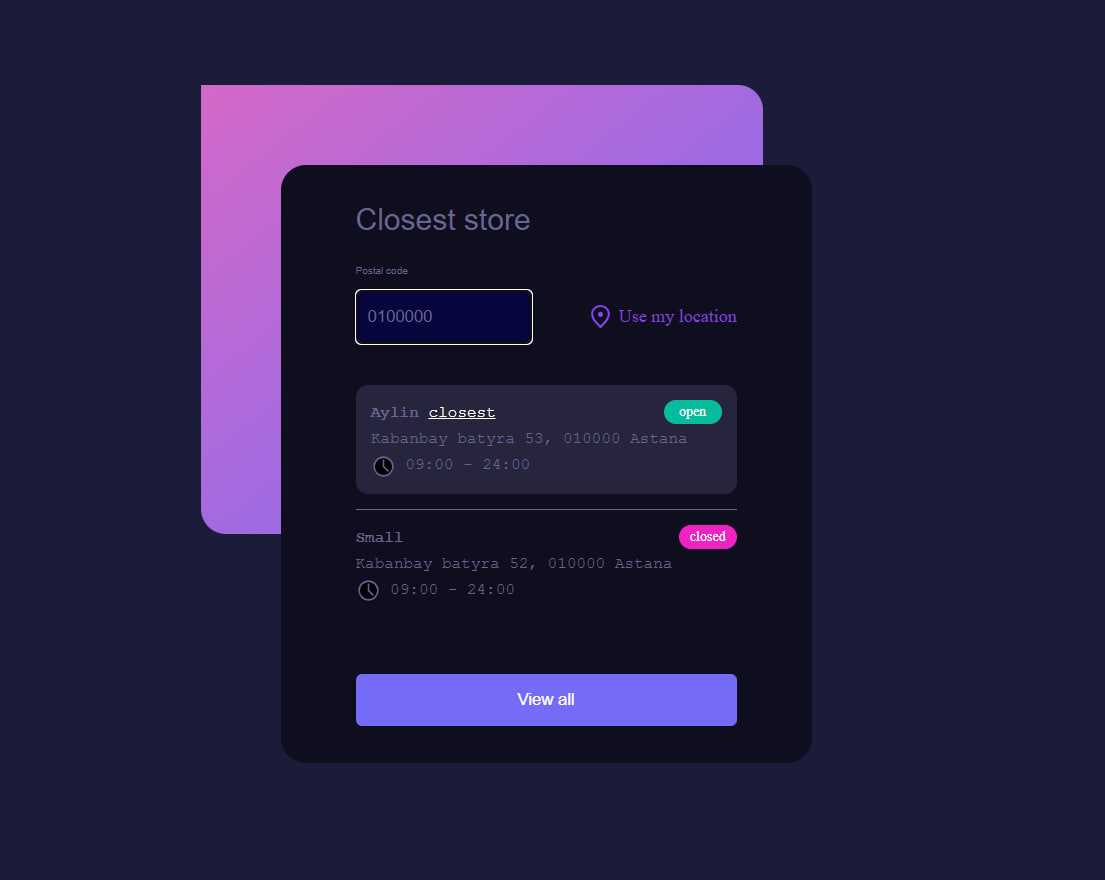 Closest store
Postal code
0100000
Use my location
Aylin closest
open
Kabanbay batyra 53, 010000 Astana
09:00 - 24:00
Small
closed
Kabanbay batyra 52, 010000 Astana
09:00 - 24:00
View all